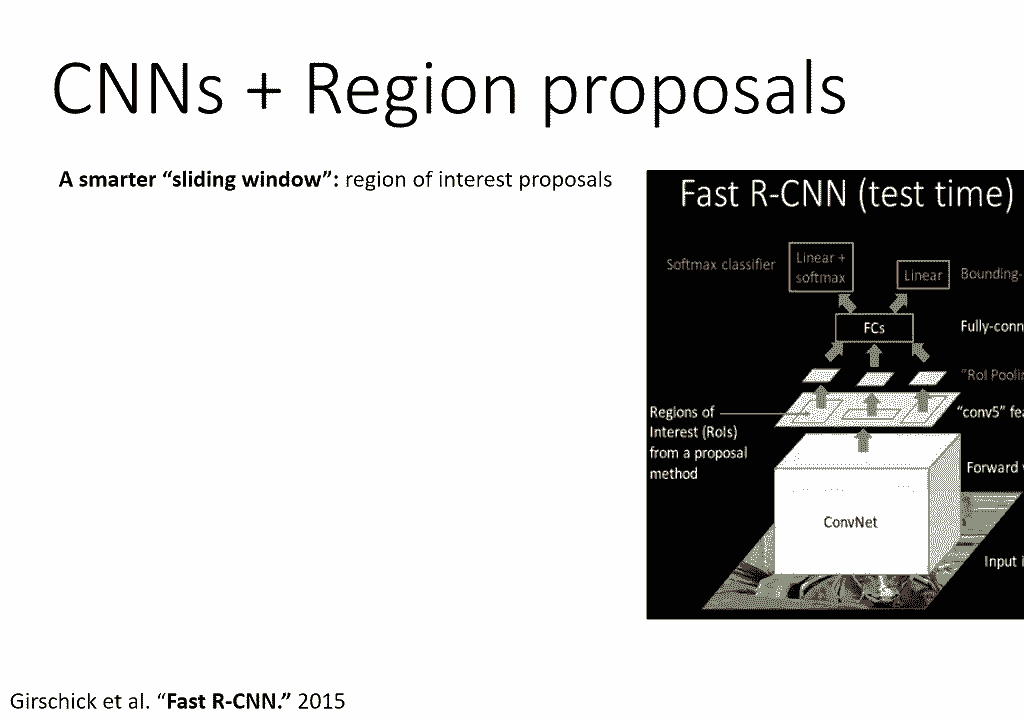 CNNs + Region proposals
A smarter “sliding window”: region of interest proposals
Fast R-CNN (test time)
Softmax classifier
Linear +
softmax
Linear
Bounding-
FCs
Fully-conn
"RoI Poolin
Regions of
Interest (RoIs)
from a proposal
method
“conv5” fea
Forward
ConvNet
Input i
Girschick et al. “Fast R-CNN.” 2015